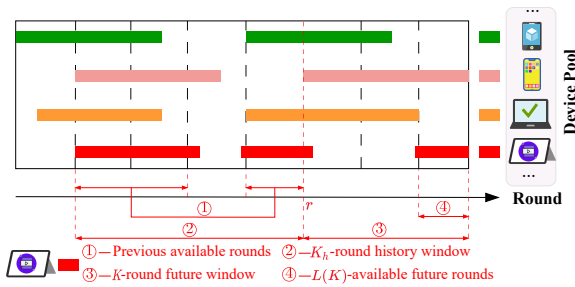 ...
Device Pool
...
Round
r
①
④
②
③
①—Previous available rounds ②—K_h-round history window
③—K-round future window ④—L(K)-available future rounds